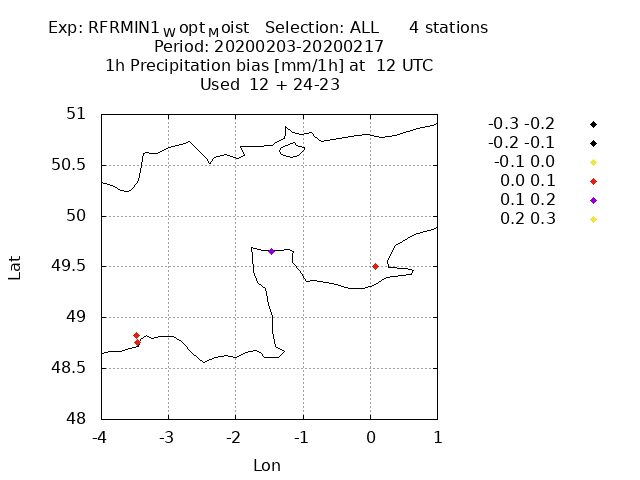 Exp: RFRMIN1_W opt_M oist   Selection: ALL      4 stations
Period: 20200203-20200217
1h Precipitation bias [mm/1h] at  12 UTC
Used  12 + 24-23
-0.3 -0.2
-0.2 -0.1
-0.1 0.0
0.0 0.1
0.1 0.2
0.2 0.3
51
50.5
50
49.5
49
48.5
48
Lat
-4 -3 -2 -1 0 1
Lon